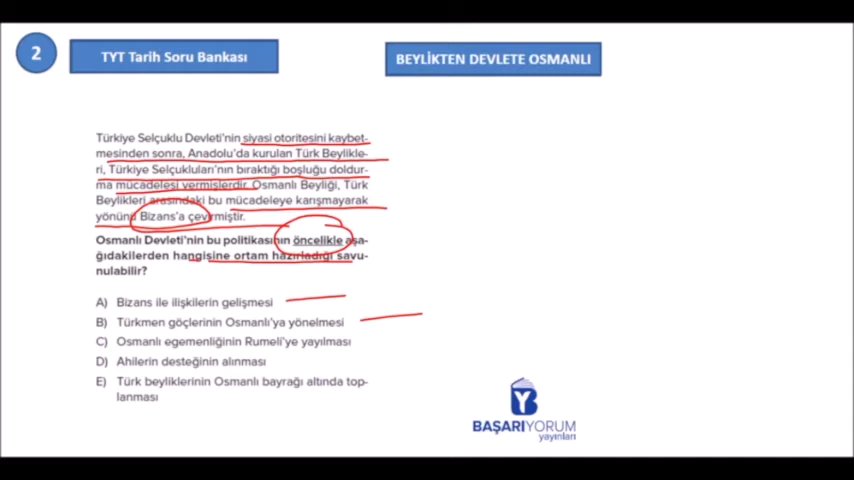 2
TYT Tarih Soru Bankası
BEYLİKTEN DEVLETE OSMANLI
Türkiye Selçuklu Devleti'nin siyasi otoritesini kaybet-
mesinden sonra, Anadolu'da kurulan Türk Beylikle-
ri, Türkiye Selçukluları'nın bıraktığı boşluğu doldur-
ma mücadelesi vermişlerdir. Osmanlı Beyliği, Türk
Beylikleri arasındaki bu mücadeleye karışmayarak
yönünü Bizans'a çevirmiştir.
Osmanlı Devleti'nin bu politikasının öncelikle aşa-
ğıdakilerden hangisine ortam hazırladığı savu-
nulabilir?
A) Bizans ile ilişkilerin gelişmesi
B) Türkmen göçlerinin Osmanlı'ya yönelmesi
C) Osmanlı egemenliğinin Rumeli'ye yayılması
D) Ahilerin desteğinin alınması
E) Türk beyliklerinin Osmanlı bayrağı altında top-
lanması
BAŞARIYORUM
yayınları